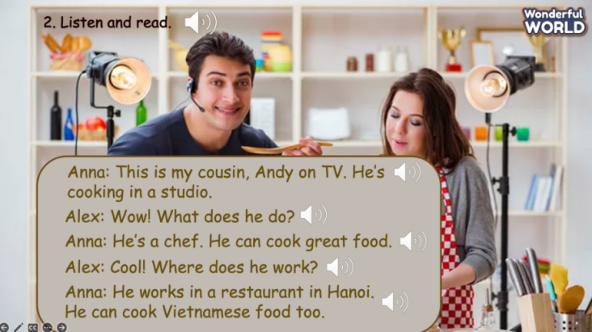 2. Listen and read.
Wonderful
WORLD
Anna: This is my cousin, Andy on TV. He's
cooking in a studio.
Alex: Wow! What does he do?
Anna: He's a chef. He can cook great food.
Alex: Cool! Where does he work?
Anna: He works in a restaurant in Hanoi.
He can cook Vietnamese food too.